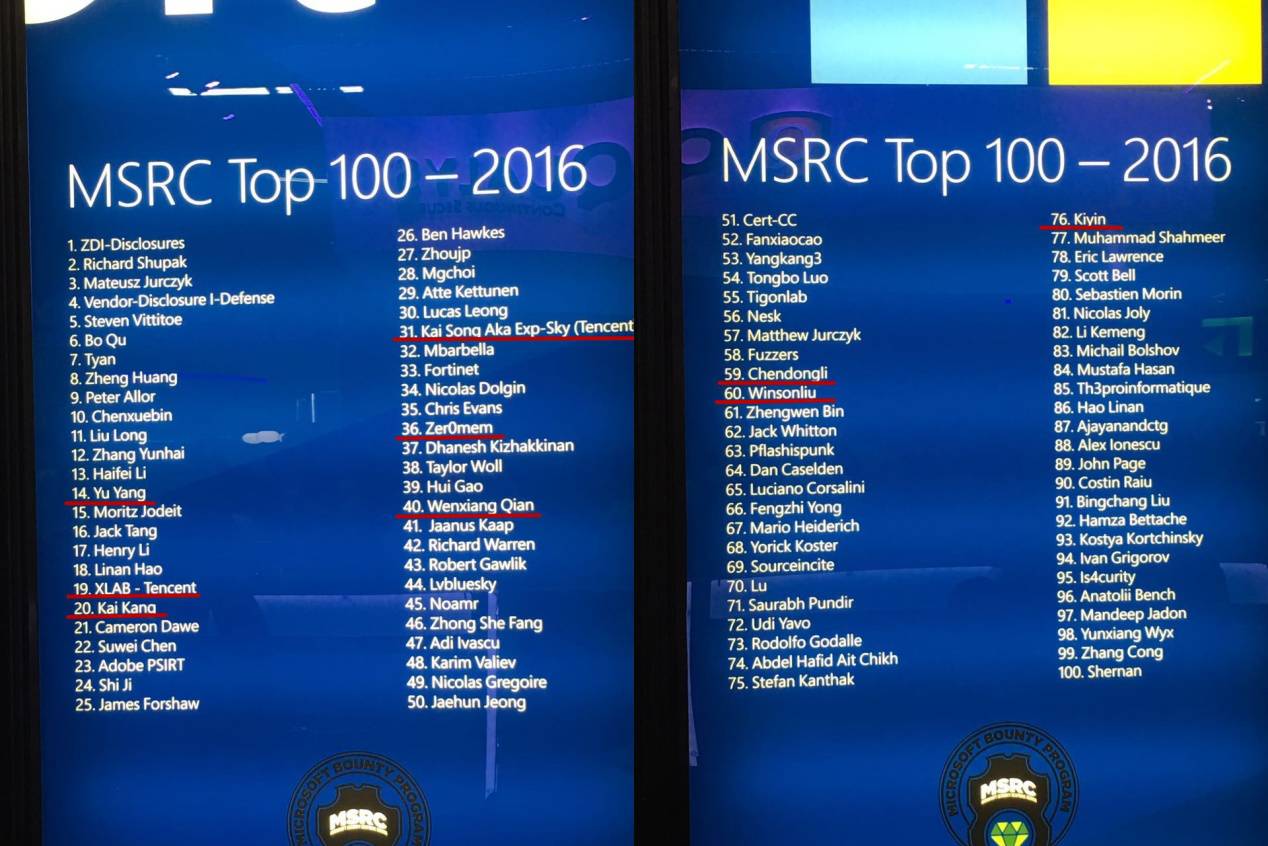 MSRC Top 100 – 2016
1. ZDI-Disclosures
2. Richard Shupak
3. Mateusz Jurczyk
4. Vendor-Disclosure I-Defense
5. Steven Vittitoe
6. Bo Qu
7. Tyan
8. Zheng Huang
9. Peter Allor
10. Chenxuebin
11. Liu Long
12. Zhang Yunhai
13. Haifei Li
14. Yu Yang
15. Moritz Jodeit
16. Jack Tang
17. Henry Li
18. Linan Hao
19. XLAB - Tencent
20. Kai Kang
21. Cameron Dawe
22. Suwei Chen
23. Adobe PSIRT
24. Shi Ji
25. James Forshaw
26. Ben Hawkes
27. Zhoujp
28. Mgchoi
29. Atte Kettunen
30. Lucas Leong
31. Kai Song Aka Exp-Sky (Tencent
32. Mbarbella
33. Fortinet
34. Nicolas Dolgin
35. Chris Evans
36. Zer0mem
37. Dhanesh Kizhakkinan
38. Taylor Woll
39. Hui Gao
40. Wenxiang Qian
41. Jaanus Kaap
42. Richard Warren
43. Robert Gawlik
44. Lvbluesky
45. Noamr
46. Zhong She Fang
47. Adi Ivascu
48. Karim Valiev
49. Nicolas Gregoire
50. Jaehun Jeong
MICROSOFT BOUNTY PROGRAM
MSRC
MSRC Top 100 – 2016
51. Cert-CC
52. Fanxiaocao
53. Yangkang3
54. Tongbo Luo
55. Tigonlab
56. Nesk
57. Matthew Jurczyk
58. Fuzzers
59. Chendongli
60. Winsonliu
61. Zhengwen Bin
62. Jack Whitton
63. Pflashispunk
64. Dan Caselden
65. Luciano Corsalini
66. Fengzhi Yong
67. Mario Heiderich
68. Yorick Koster
69. Sourceincite
70. Lu
71. Saurabh Pundir
72. Udi Yavo
73. Rodolfo Godalle
74. Abdel Hafid Ait Chikh
75. Stefan Kanthak
76. Kiyin
77. Muhammad Shahmeer
78. Eric Lawrence
79. Scott Bell
80. Sebastien Morin
81. Nicolas Joly
82. Li Kemeng
83. Michail Bolshov
84. Mustafa Hasan
85. Th3proinformatique
86. Hao Linan
87. Ajayanandctg
88. Alex Ionescu
89. John Page
90. Costin Raiu
91. Bingchang Liu
92. Hamza Bettache
93. Kostya Kortchinsky
94. Ivan Grigorov
95. Is4curity
96. Anatolii Bench
97. Mandeep Jadon
98. Yunxiang Wyx
99. Zhang Cong
100. Shernan
MICROSOFT BOUNTY PROGRAM
MSRC